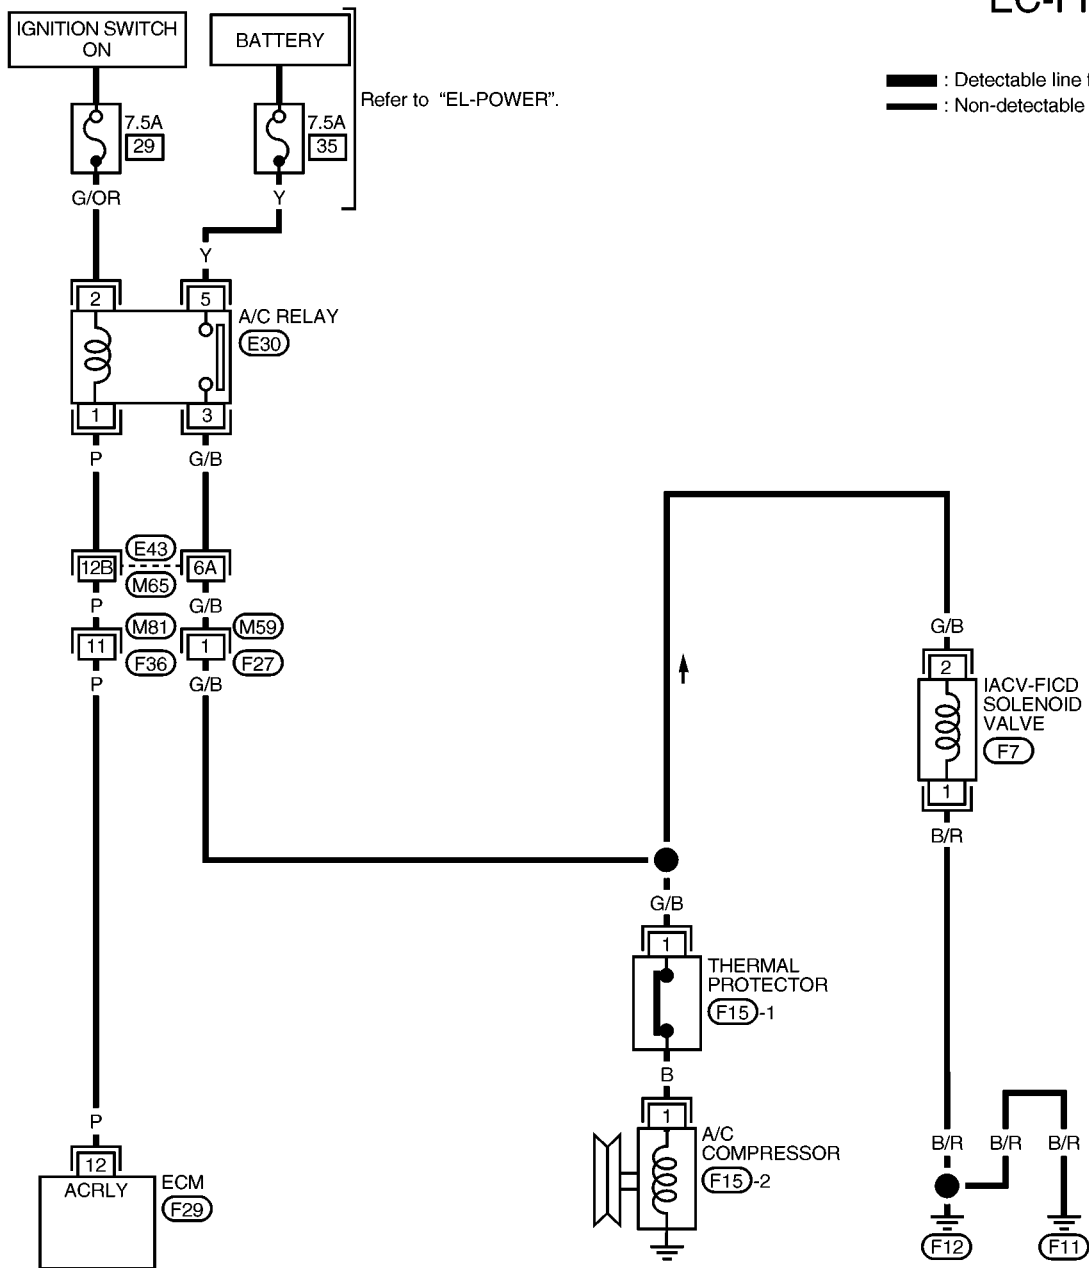 EC-FI
IGNITION SWITCH
ON
BATTERY
: Detectable line
: Non-detectable
Refer to “EL-POWER”.
7.5A
29
7.5A
35
G/OR
Y
Y
2
5
A/C RELAY
E30
1
3
P
G/B
12B
E43
M65
6A
P
G/B
11
M81
F36
1
M59
F27
P
G/B
G/B
2
IACV-FICD
SOLENOID
VALVE
F7
1
B/R
G/B
1
THERMAL
PROTECTOR
F15 -1
B
1
A/C
COMPRESSOR
F15 -2
P
12
ACRLY
ECM
F29
B/R
B/R
B/R
F12
F11